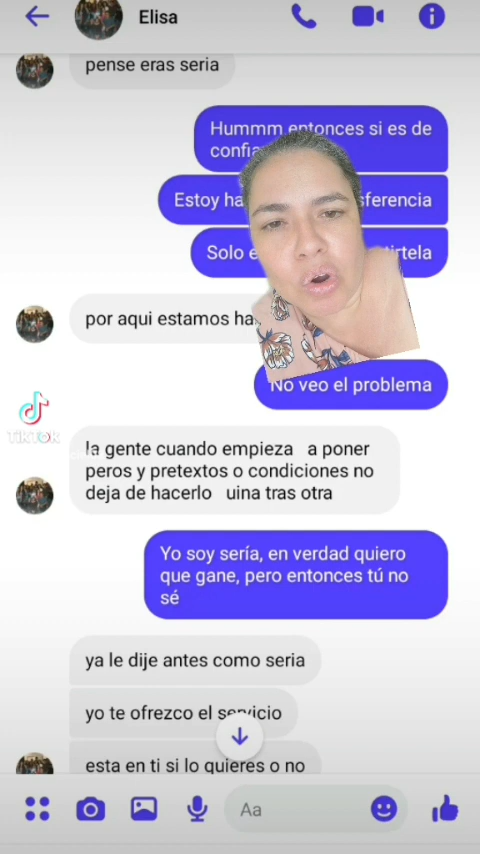 Elisa
pense eras seria
Hummm entonces si es de
Estoy
Solo
por aqui estamos
No veo el problema
la gente cuando empieza a poner
peros y pretextos o condiciones no
deja de hacerlo uina tras otra
TikTok
Yo soy sería, en verdad quiero
que gane, pero entonces tú no
sé
ya le dije antes como seria
yo te ofrezco el servicio
esta en ti si lo quieres o no
Aa